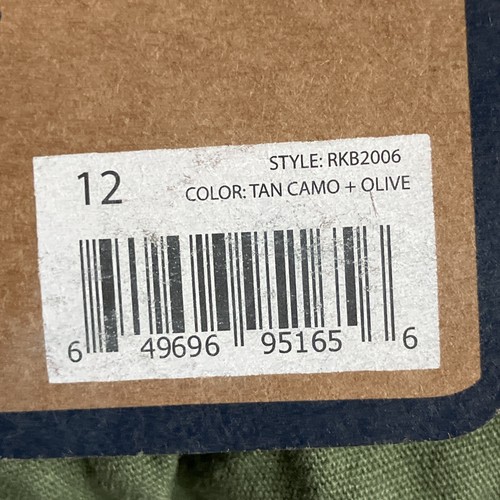 12
STYLE: RKB2006
COLOR: TAN CAMO + OLIVE
6 49696 95165 6